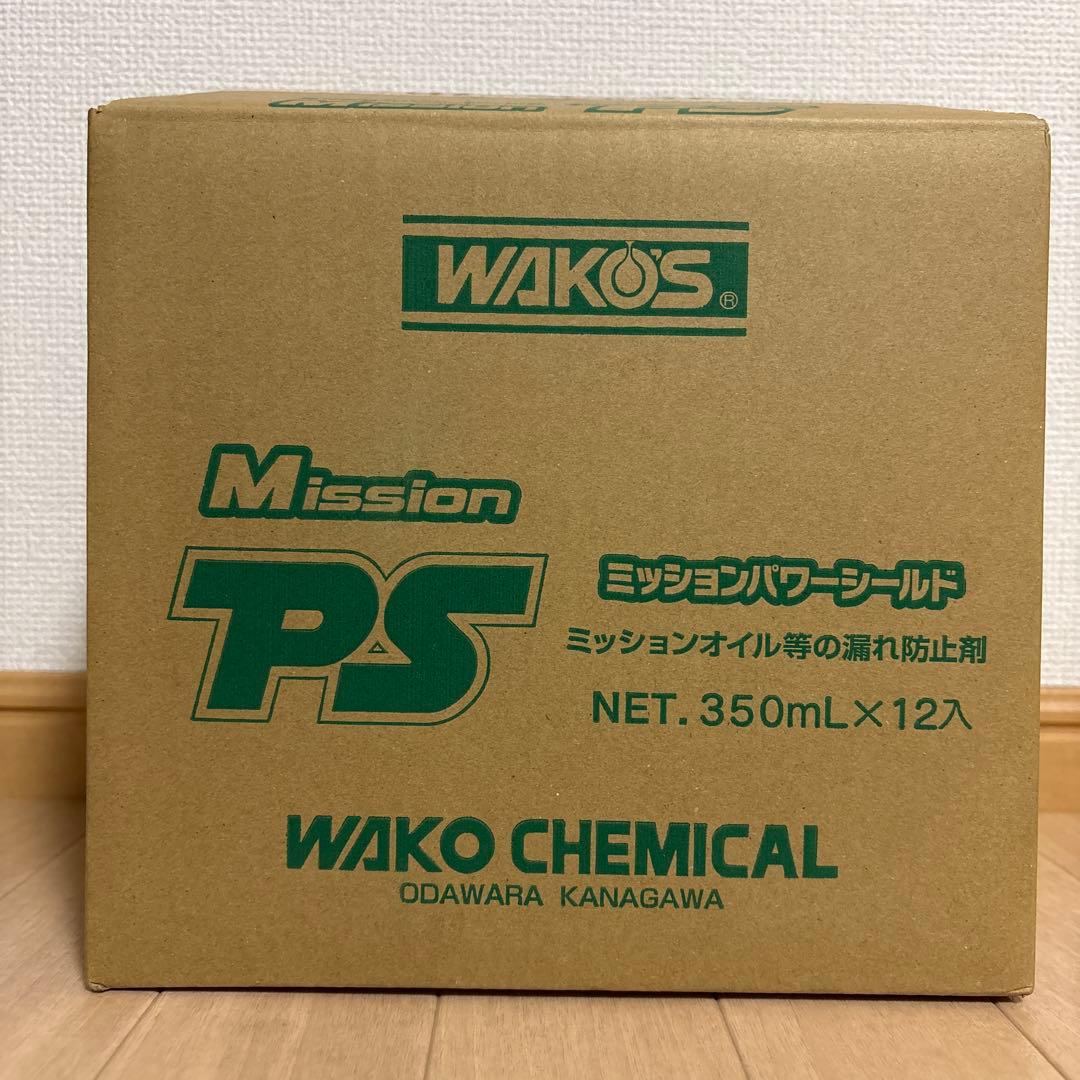 Mission PS
WAKO'S®
Mission
PS
ミッションパワーシールド
ミッションオイル等の漏れ防止剤
NET. 350mL×12入
WAKO CHEMICAL
ODAWARA KANAGAWA